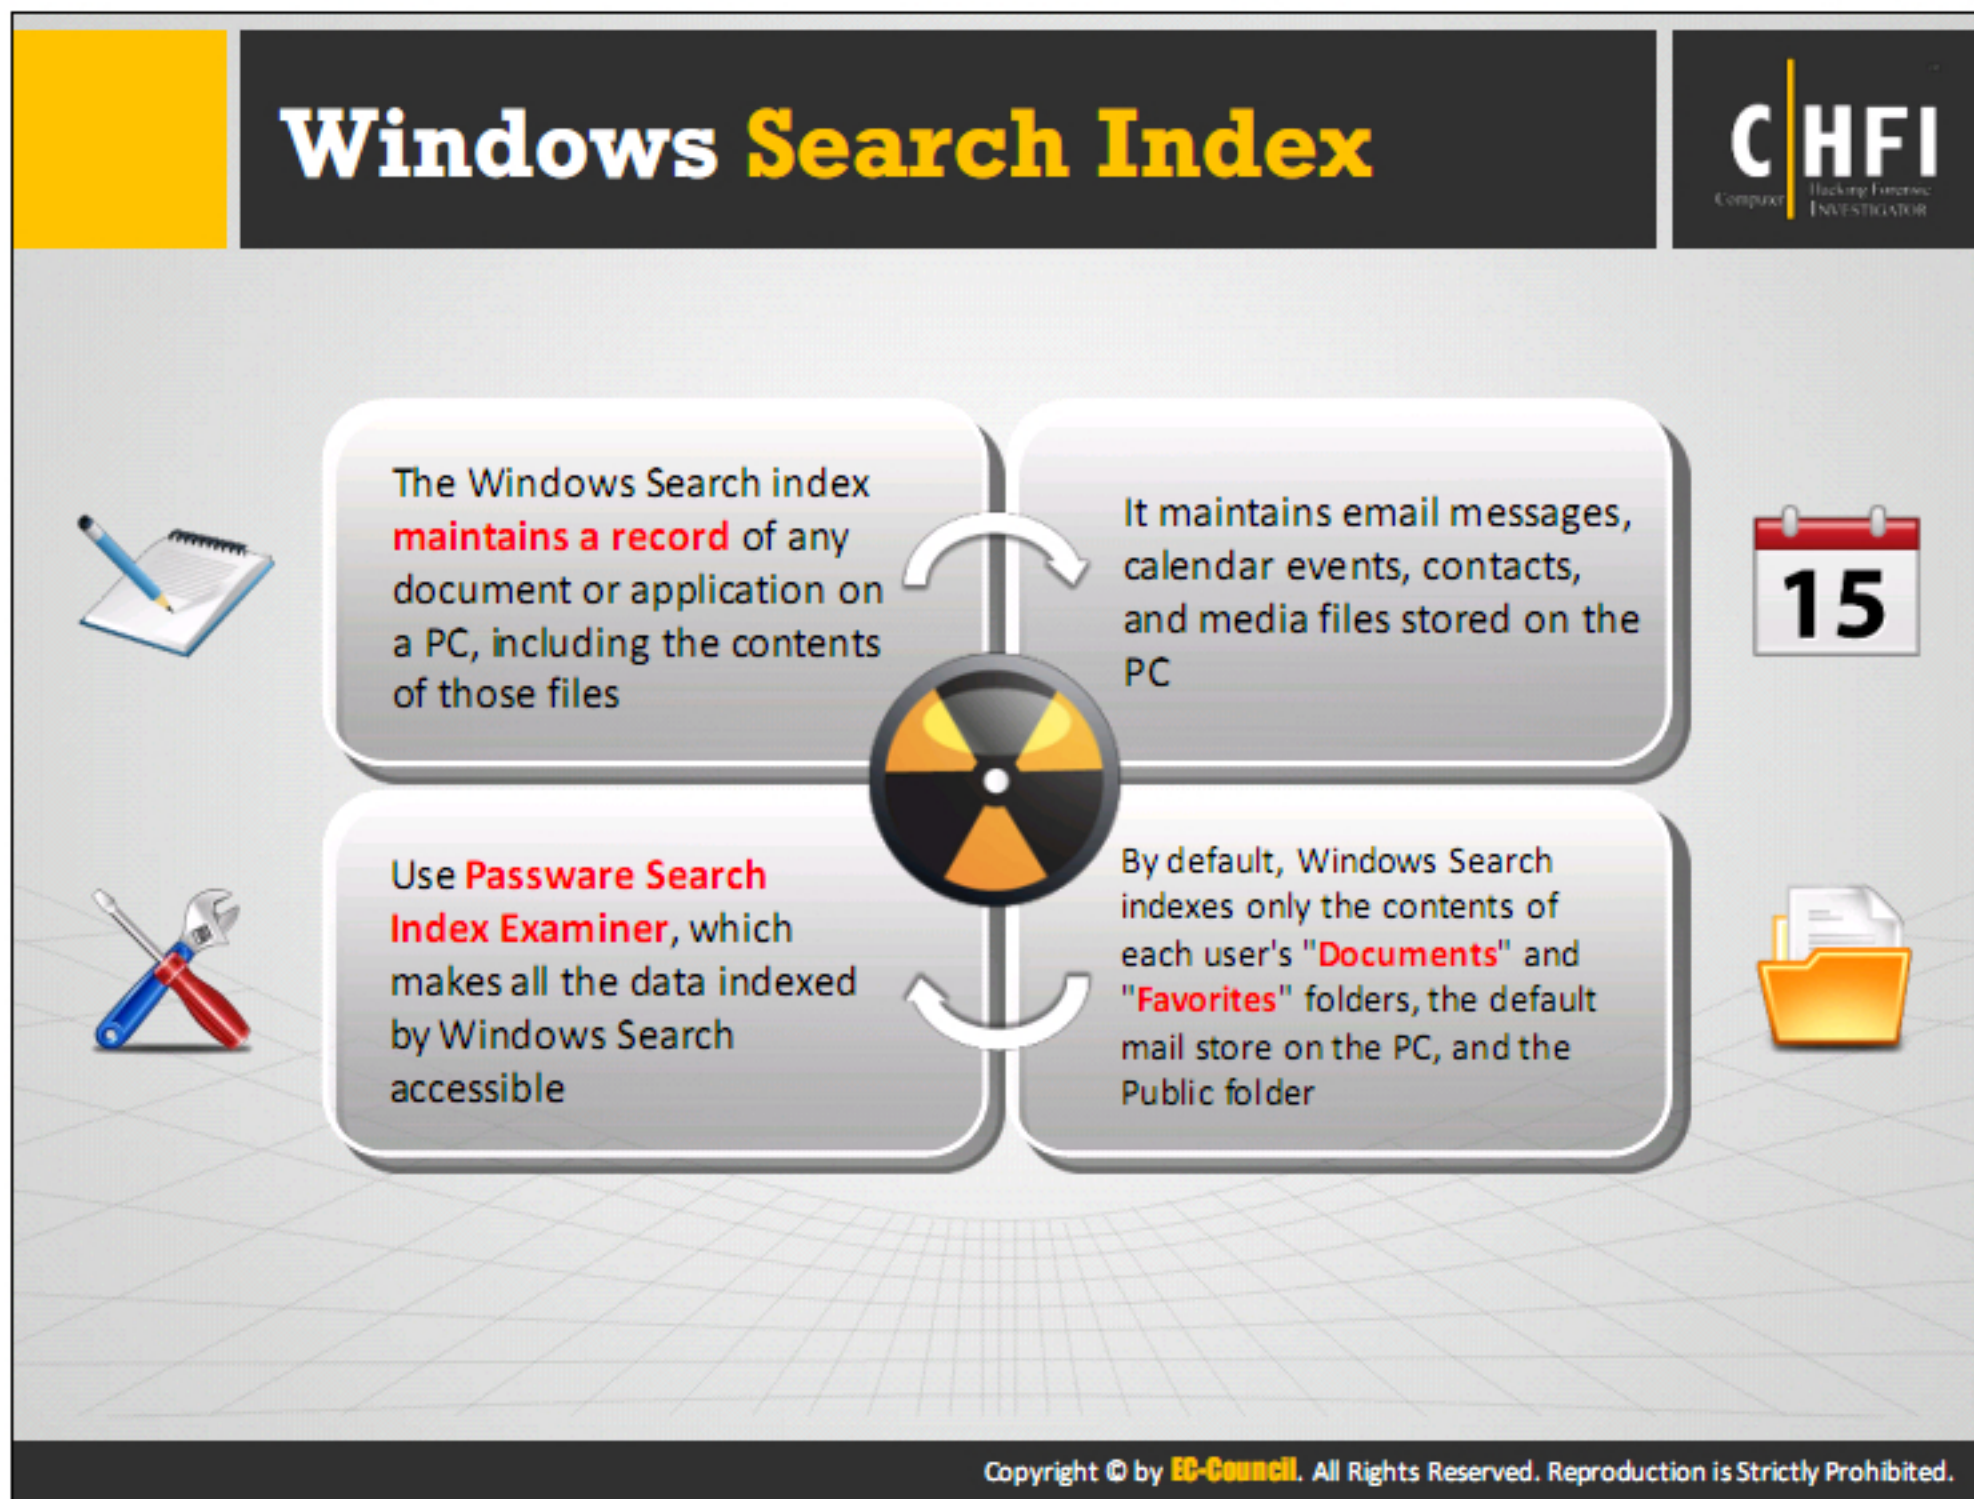 Windows Search Index
C HFI
Computer
Hacking Forensic
INVESTIGATOR
The Windows Search index
maintains a record of any
document or application on
a PC, including the contents
of those files
It maintains email messages,
calendar events, contacts,
and media files stored on the
PC
15
Use Passware Search
Index Examiner, which
makes all the data indexed
by Windows Search
accessible
By default, Windows Search
indexes only the contents of
each user's "Documents" and
"Favorites" folders, the default
mail store on the PC, and the
Public folder
Copyright © by EC-Council. All Rights Reserved. Reproduction is Strictly Prohibited.